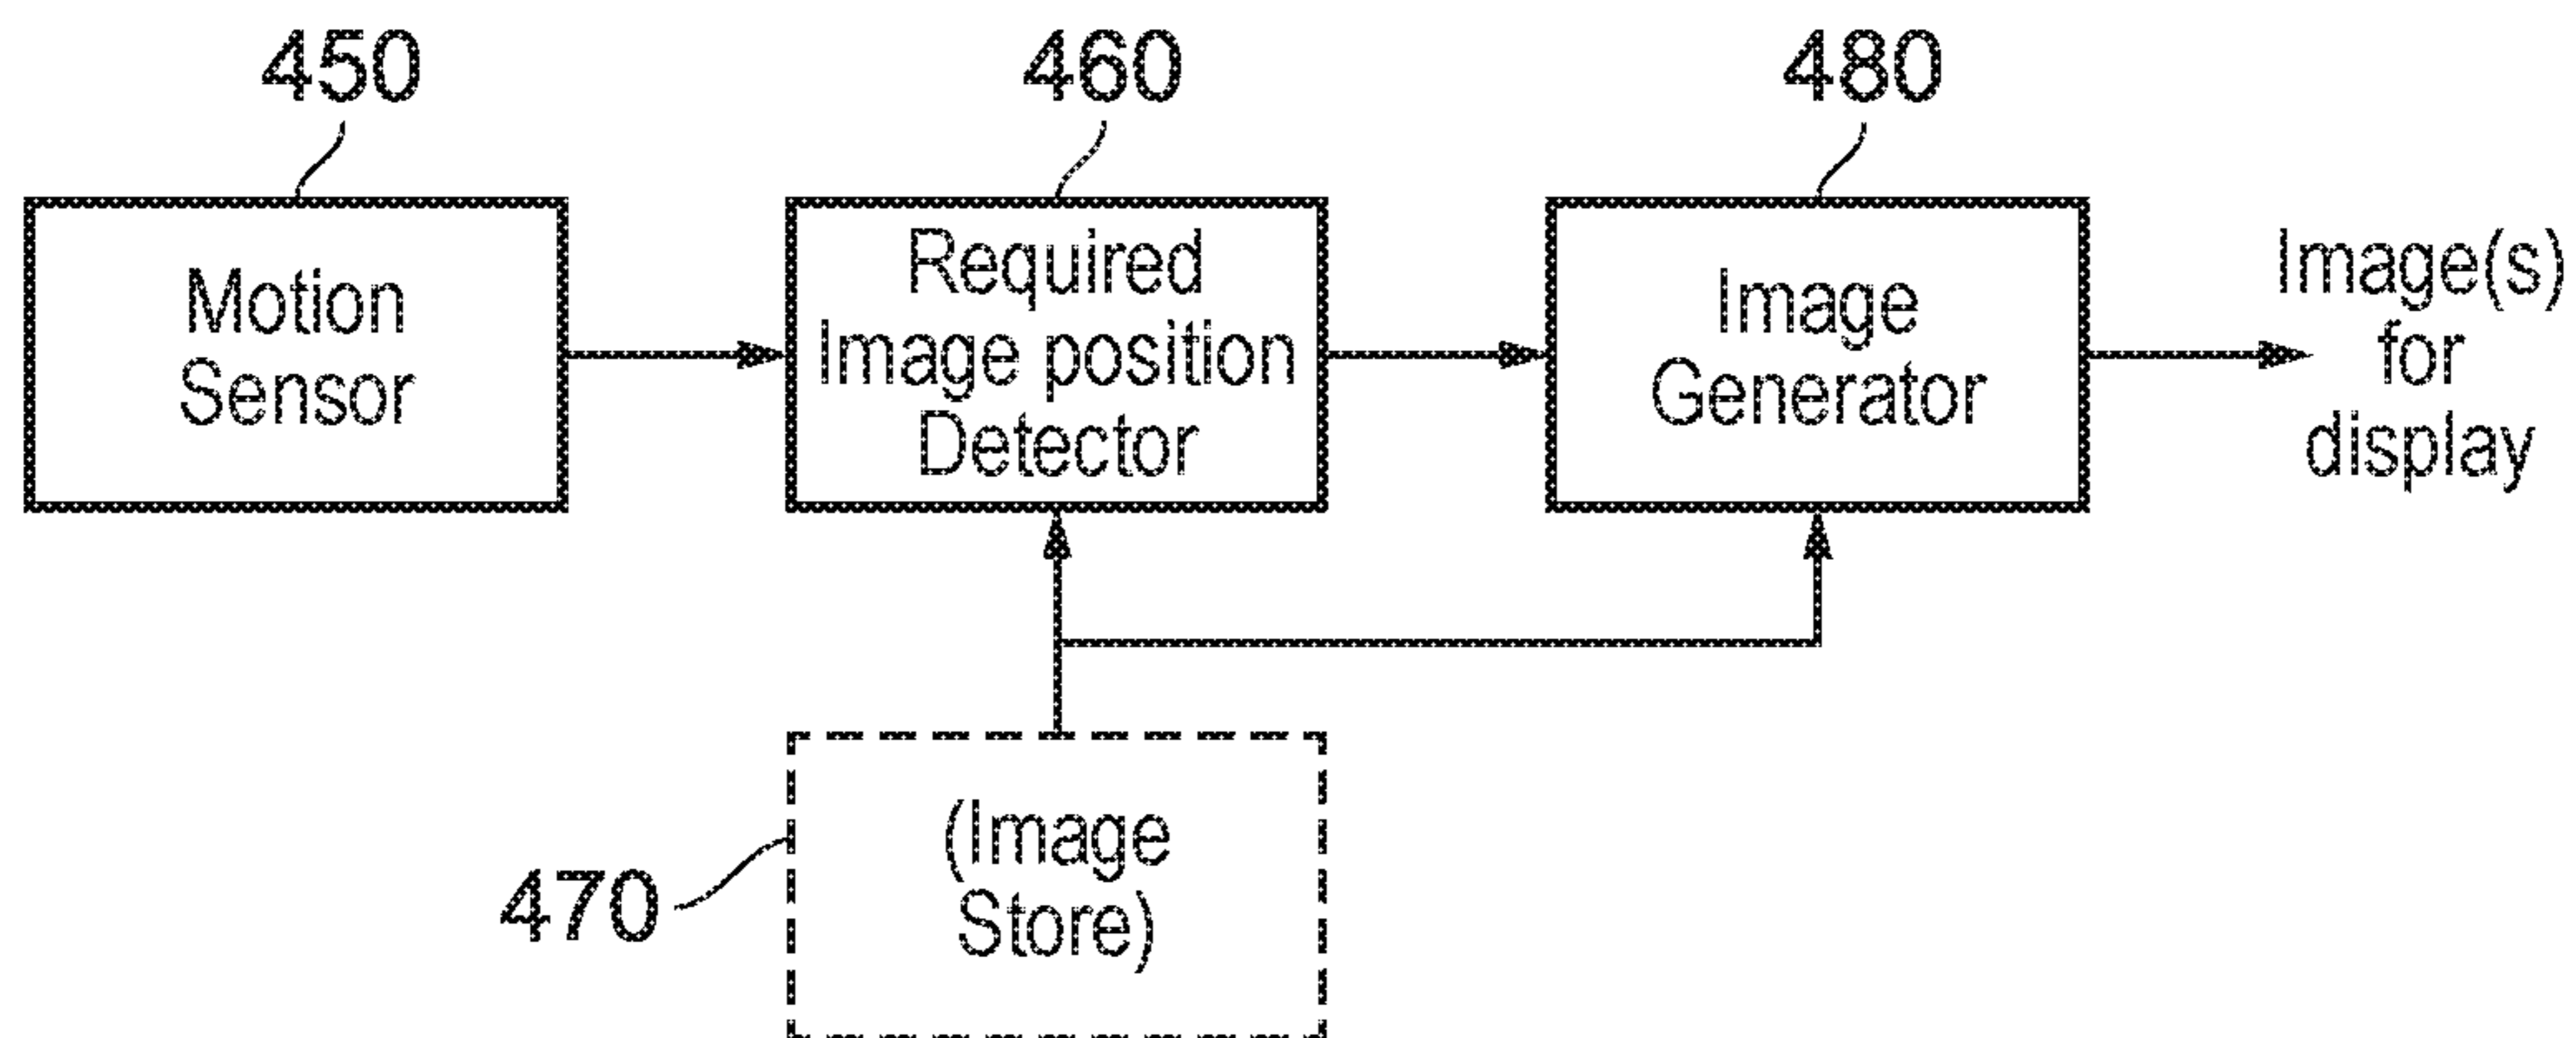 450
460
480
Motion
Sensor
Required
Image position
Detector
Image
Generator
Image(s)
for
display
470
(Image
Store)